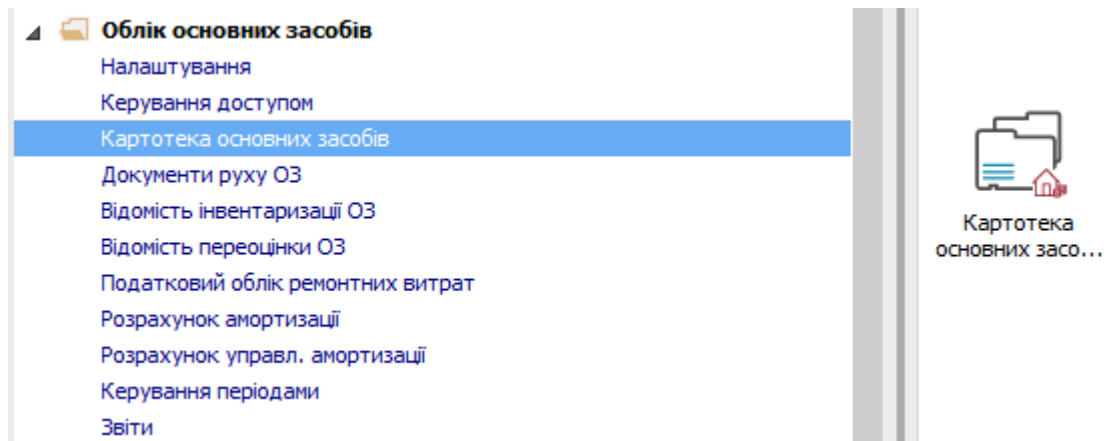 Облік основних засобів
Налаштування
Керування доступом
Картотека основних засобів
Документи руху ОЗ
Відомість інвентаризації ОЗ
Відомість переоцінки ОЗ
Податковий облік ремонтних витрат
Розрахунок амортизації
Розрахунок управл. амортизації
Керування періодами
Звіти
Картотека
основних засо...